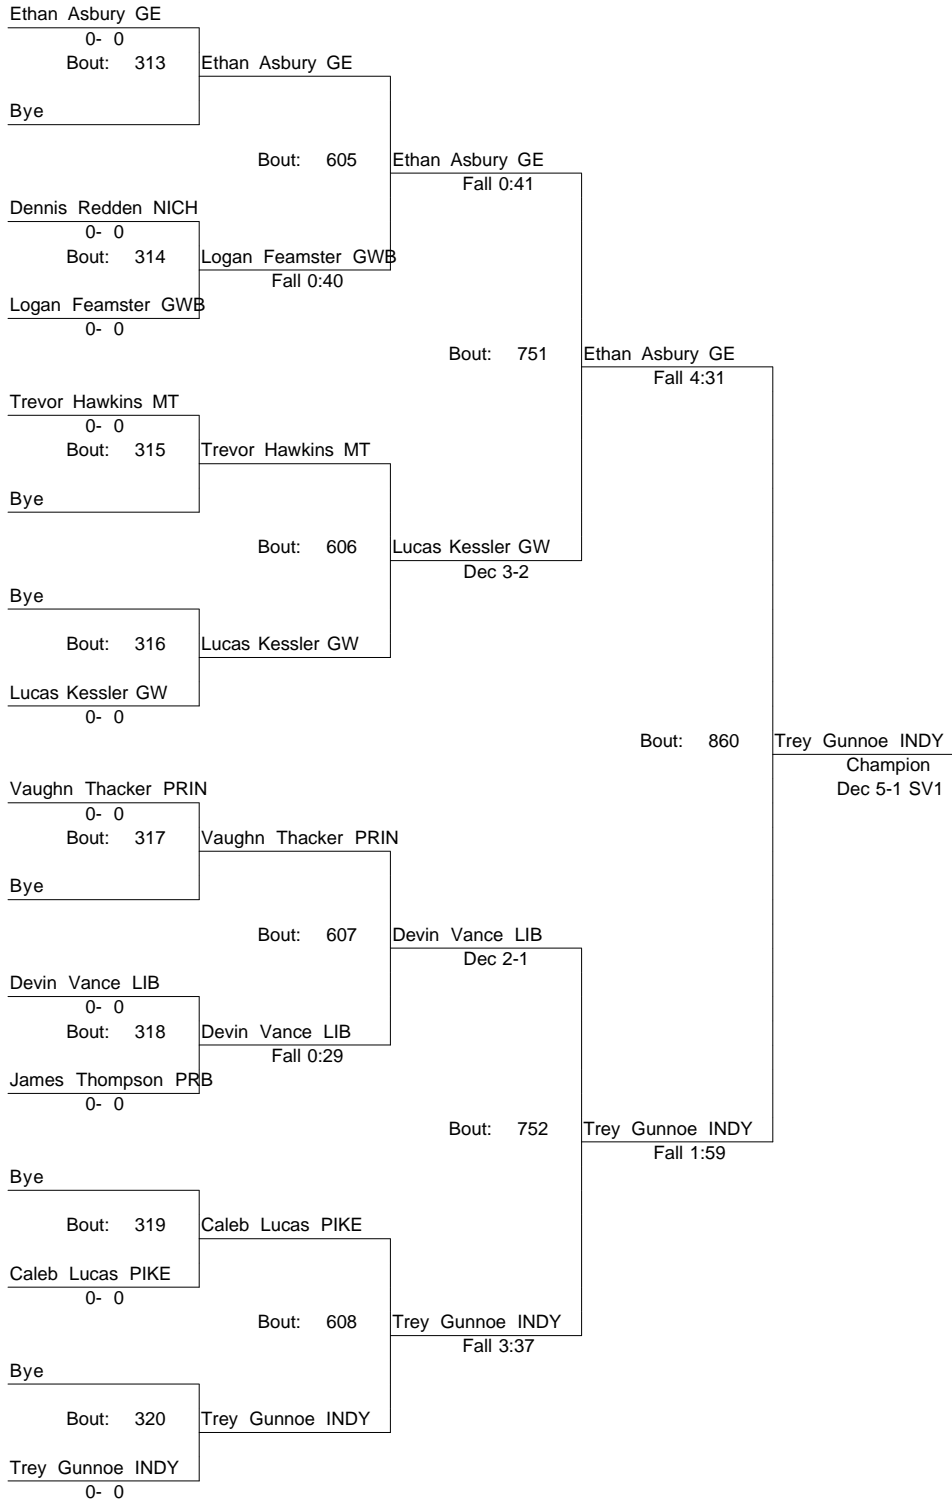 Ethan Asbury GE
0- 0
Bout: 313 Ethan Asbury GE
Bye
Bout: 605 Ethan Asbury GE
Fall 0:41
Dennis Redden NICH
0- 0
Bout: 314 Logan Feamster GWB
Fall 0:40
Logan Feamster GWB
0- 0
Bout: 751 Ethan Asbury GE
Fall 4:31
Trevor Hawkins MT
0- 0
Bout: 315 Trevor Hawkins MT
Bye
Bout: 606 Lucas Kessler GW
Dec 3-2
Bye
Bout: 316 Lucas Kessler GW
Lucas Kessler GW
0- 0
Bout: 860 Trey Gunnoe INDY
Champion
Dec 5-1 SV1
Vaughn Thacker PRIN
0- 0
Bout: 317 Vaughn Thacker PRIN
Bye
Bout: 607 Devin Vance LIB
Dec 2-1
Devin Vance LIB
0- 0
Bout: 318 Devin Vance LIB
Fall 0:29
James Thompson PRB
0- 0
Bout: 752 Trey Gunnoe INDY
Fall 1:59
Bye
Bout: 319 Caleb Lucas PIKE
Caleb Lucas PIKE
0- 0
Bout: 608 Trey Gunnoe INDY
Fall 3:37
Bye
Bout: 320 Trey Gunnoe INDY
Trey Gunnoe INDY
0- 0